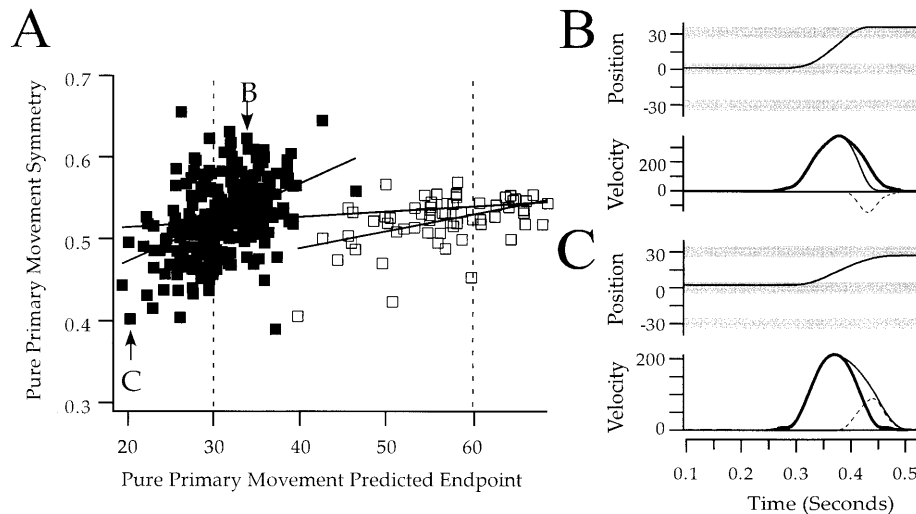 A
Pure Primary Movement Symmetry
0.7
0.6
0.5
0.4
0.3
B
C
20 30 40 50 60
Pure Primary Movement Predicted Endpoint
B
Position
30
0
-30
Velocity
200
0
C
Position
30
0
-30
Velocity
200
0
0.1 0.2 0.3 0.4 0.5
Time (Seconds)